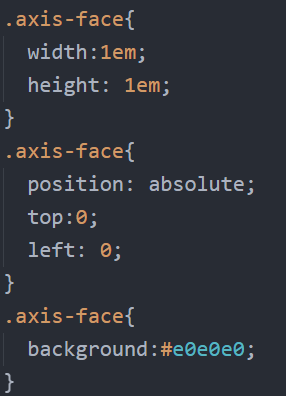 .axis-face{
width:1em;
height: 1em;
}
.axis-face{
position: absolute;
top:0;
left: 0;
}
.axis-face{
background:#e0e0e0;
}